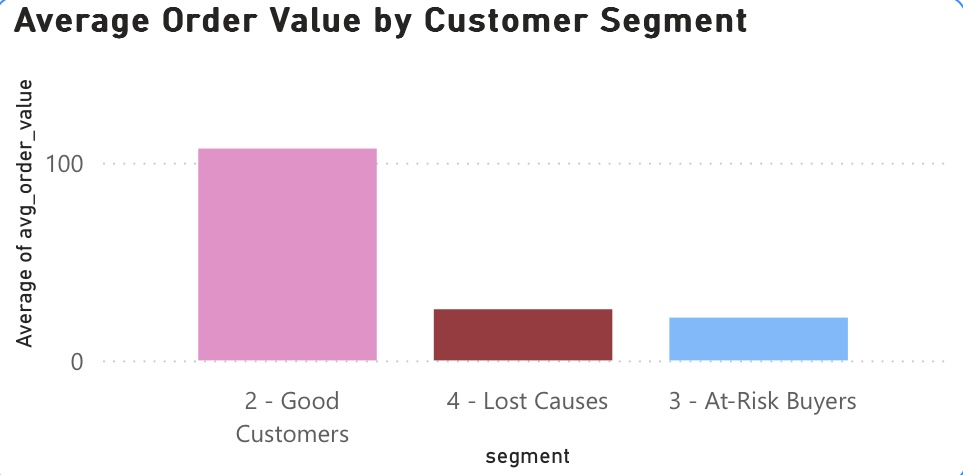 Average Order Value by Customer Segment
Average of avg_order_value
100
0
2 - Good
Customers
4 - Lost Causes
3 - At-Risk Buyers
segment